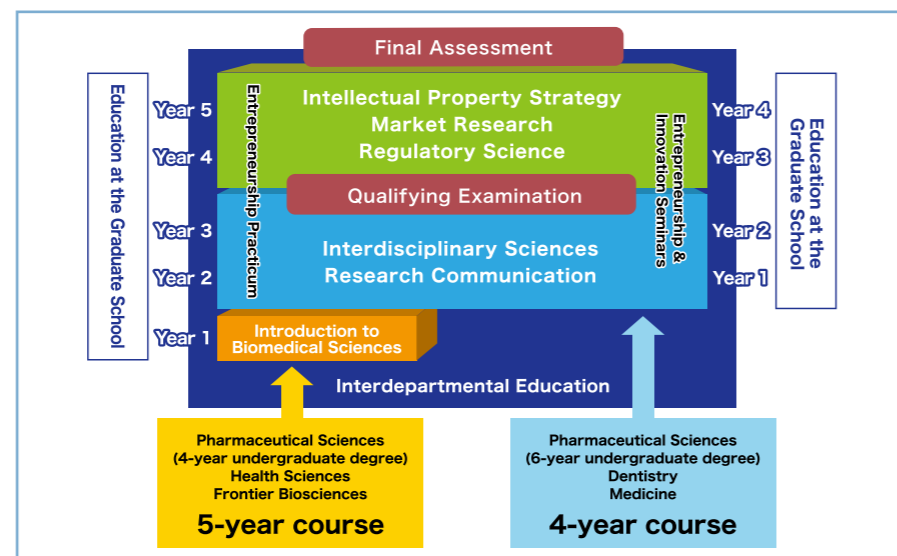 Final Assessment
Education at the Graduate School
Year 5
Year 4
Year 3
Year 2
Year 1
Entrepreneurship Practicum
Intellectual Property Strategy
Market Research
Regulatory Science
Qualifying Examination
Interdisciplinary Sciences
Research Communication
Introduction to
Biomedical Sciences
Entrepreneurship &
Innovation Seminars
Year 4
Year 3
Year 2
Year 1
Education at the
Graduate School
Interdepartmental Education
Pharmaceutical Sciences
(4-year undergraduate degree)
Health Sciences
Frontier Biosciences
5-year course
Pharmaceutical Sciences
(6-year undergraduate degree)
Dentistry
Medicine
4-year course